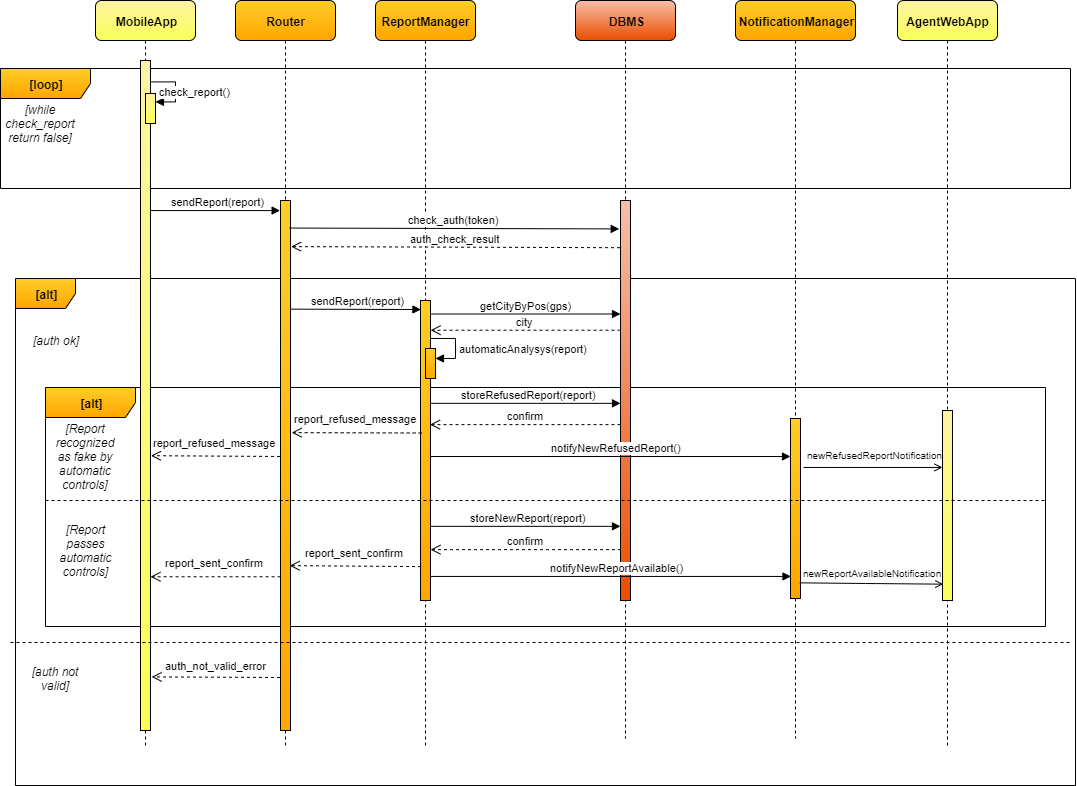 MobileApp
Router
ReportManager
DBMS
NotificationManager
AgentWebApp
[loop]
check_report()
[while
check_report
return false]
sendReport(report)
check_auth(token)
auth_check_result
[alt]
sendReport(report)
getCityByPos(gps)
city
[auth ok]
automaticAnalysys(report)
[alt]
storeRefusedReport(report)
confirm
report_refused_message
[Report
recognized
as fake by
automatic
controls]
report_refused_message
notifyNewRefusedReport()
newRefusedReportNotification
storeNewReport(report)
[Report
passes
automatic
controls]
confirm
report_sent_confirm
report_sent_confirm
notifyNewReportAvailable()
newReportAvailableNotification
auth_not_valid_error
[auth not
valid]